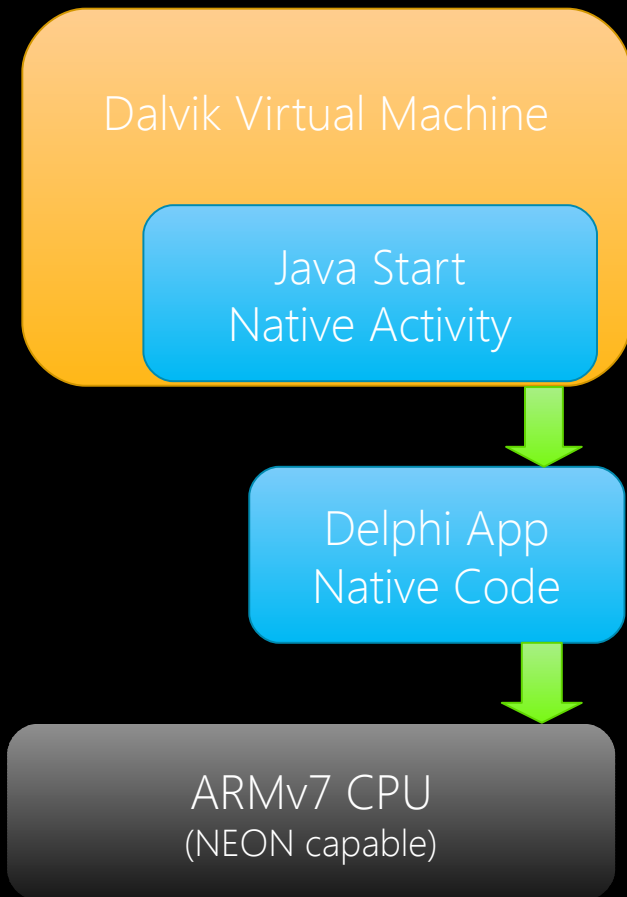 Dalvik Virtual Machine
Java Start
Native Activity
Delphi App
Native Code
ARMv7 CPU
(NEON capable)